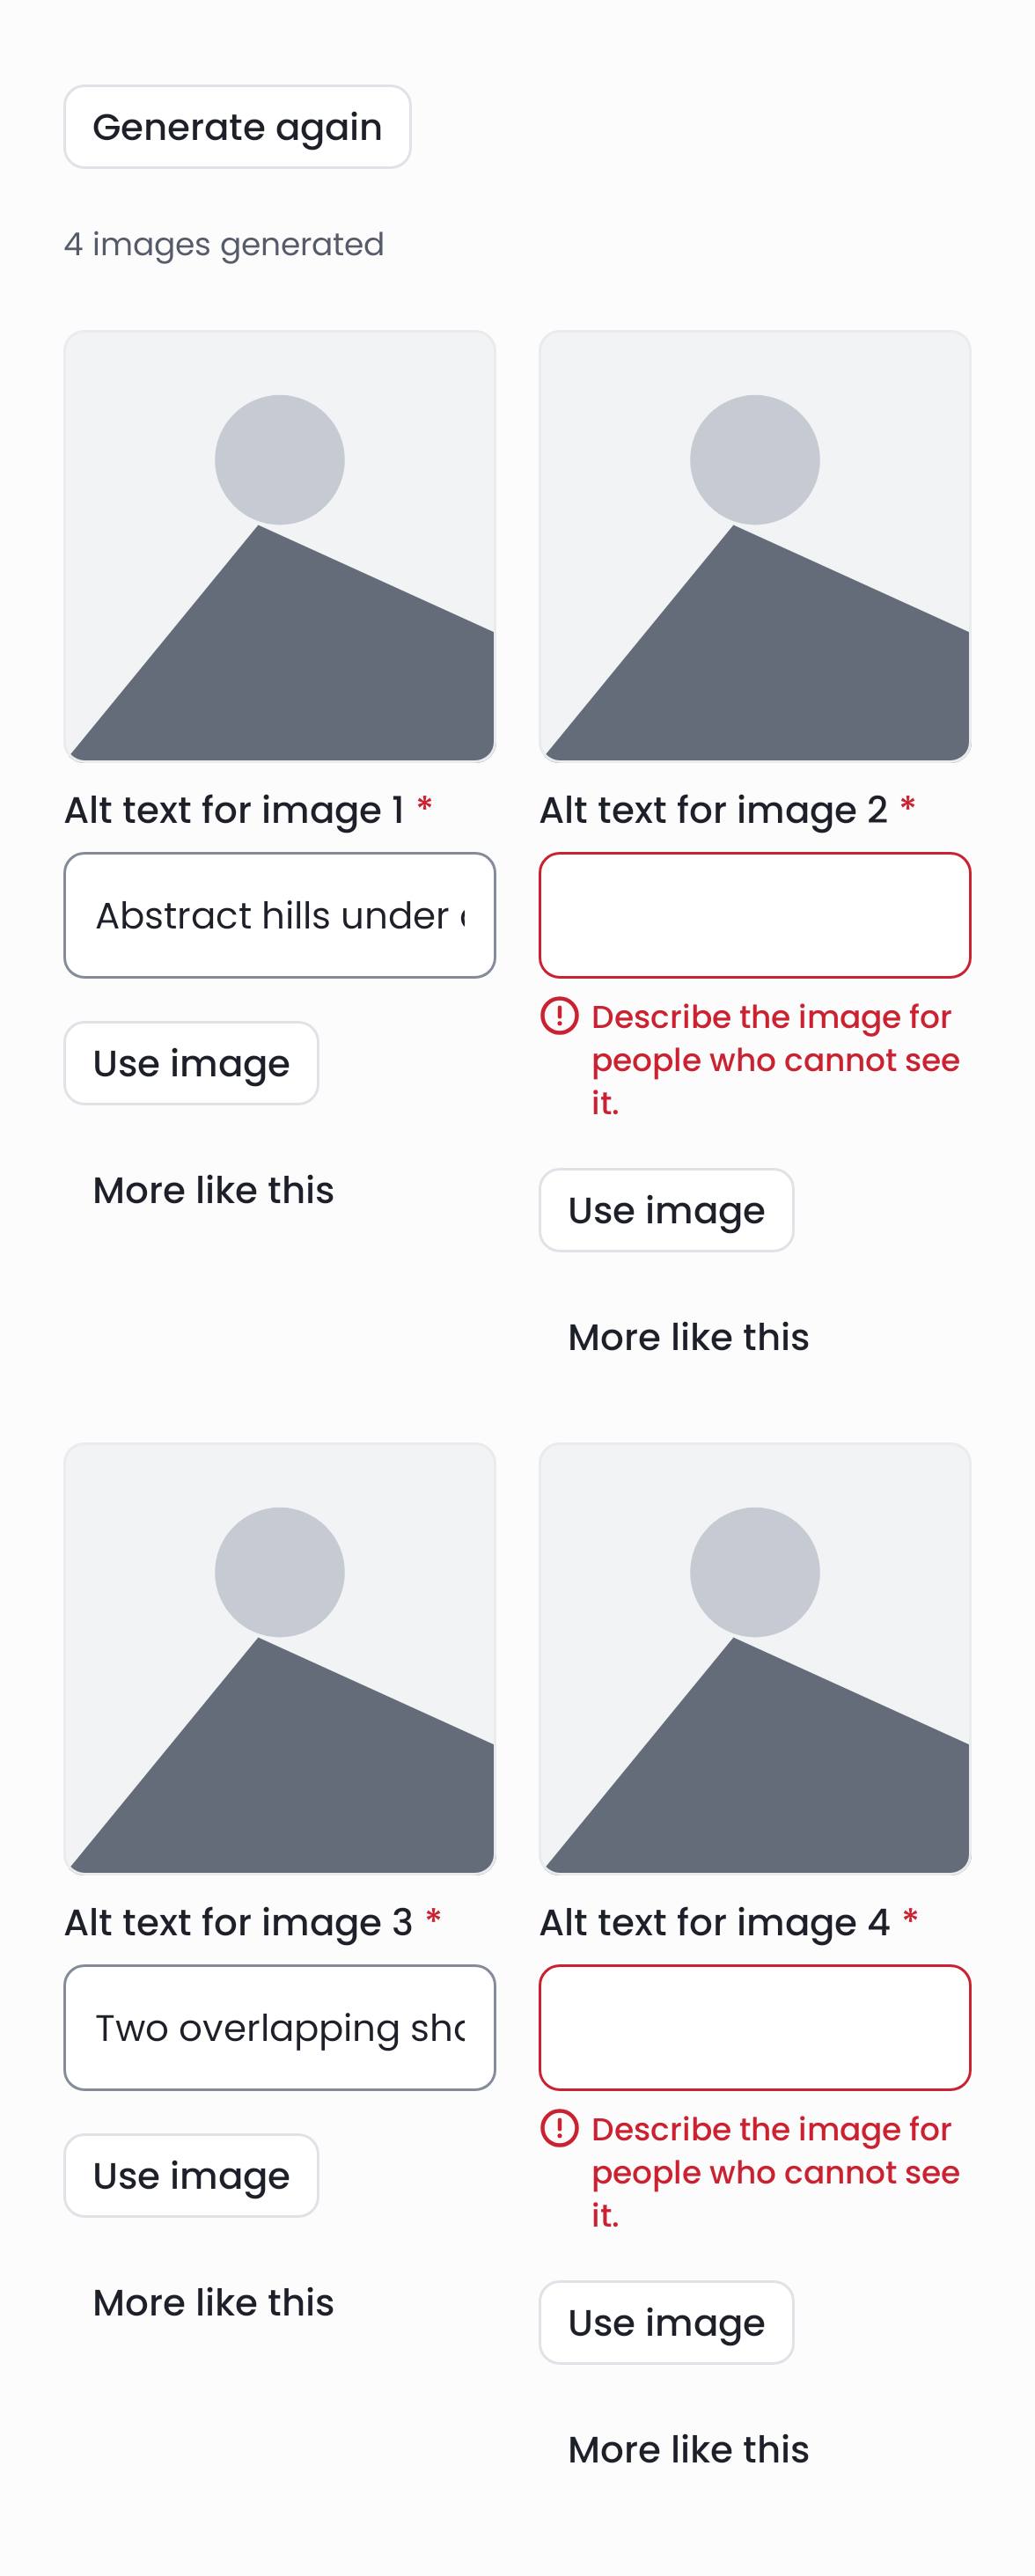 Generate again
4 images generated
Alt text for image 1 *
Abstract hills under
Use image
More like this
Alt text for image 2 *
Describe the image for
people who cannot see
it.
Use image
More like this
Alt text for image 3 *
Two overlapping
Use image
More like this
Alt text for image 4 *
Describe the image for
people who cannot see
it.
Use image
More like this